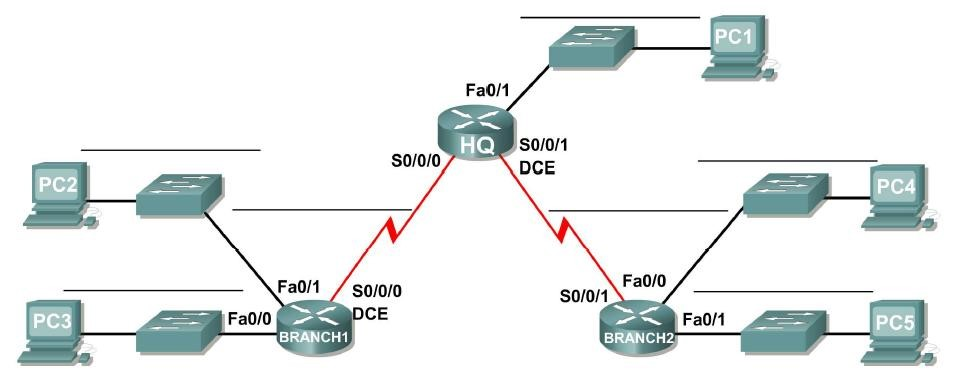 PC1
Fa0/1
HQ
S0/0/0
S0/0/1
DCE
PC2
PC4
Fa0/1
S0/0/0
DCE
S0/0/1
Fa0/0
PC3
Fa0/0
BRANCH1
BRANCH2
Fa0/1
PC5